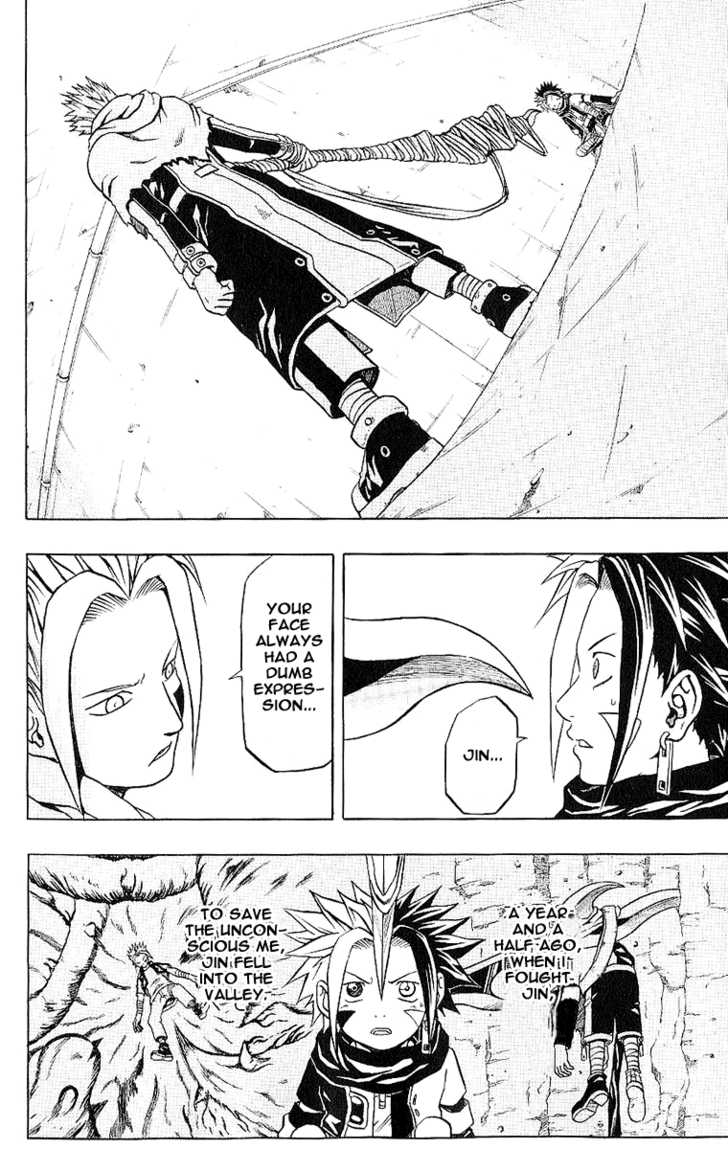 JIN...
YOUR
FACE
ALWAYS
HAD A
DUMB
EXPRES-
SION...
A YEAR
AND A
HALF AGO,
WHEN I
FOUGHT
JIN,
TO SAVE
THE UNCON-
SCIOUS ME,
JIN FELL
INTO THE
VALLEY.